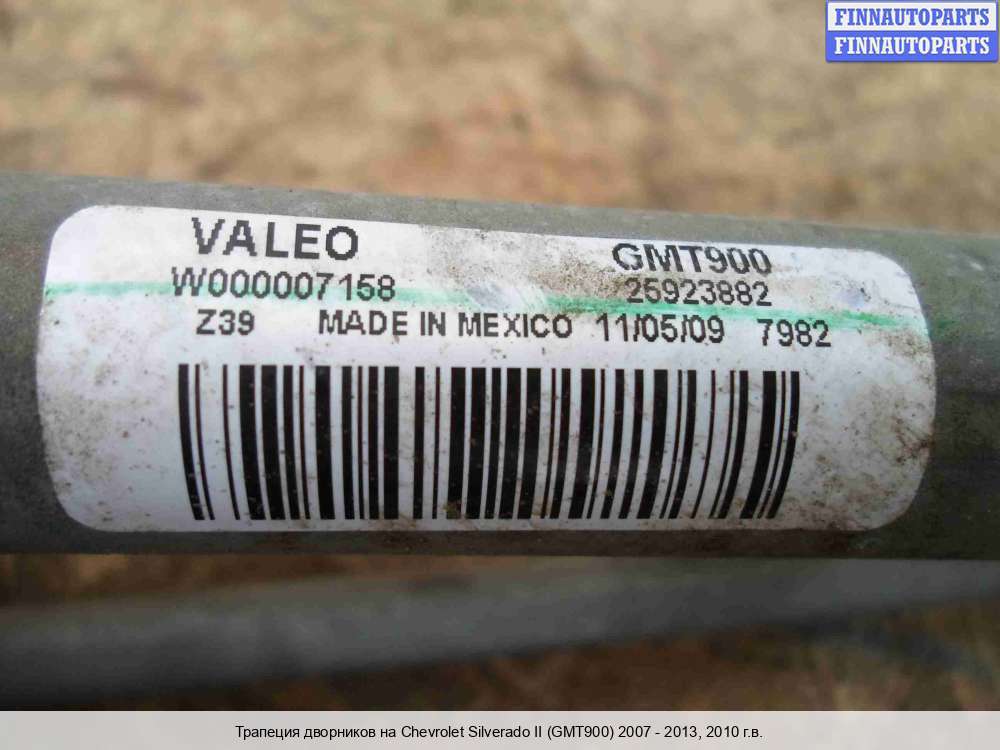 FINNAUTOPARTS
FINNAUTOPARTS
VALEO GMT900
W000007158 25923882
Z39 MADE IN MEXICO 11/05/09 7982
Трапеция дворников на Chevrolet Silverado II (GMT900) 2007 - 2013, 2010 г.в.